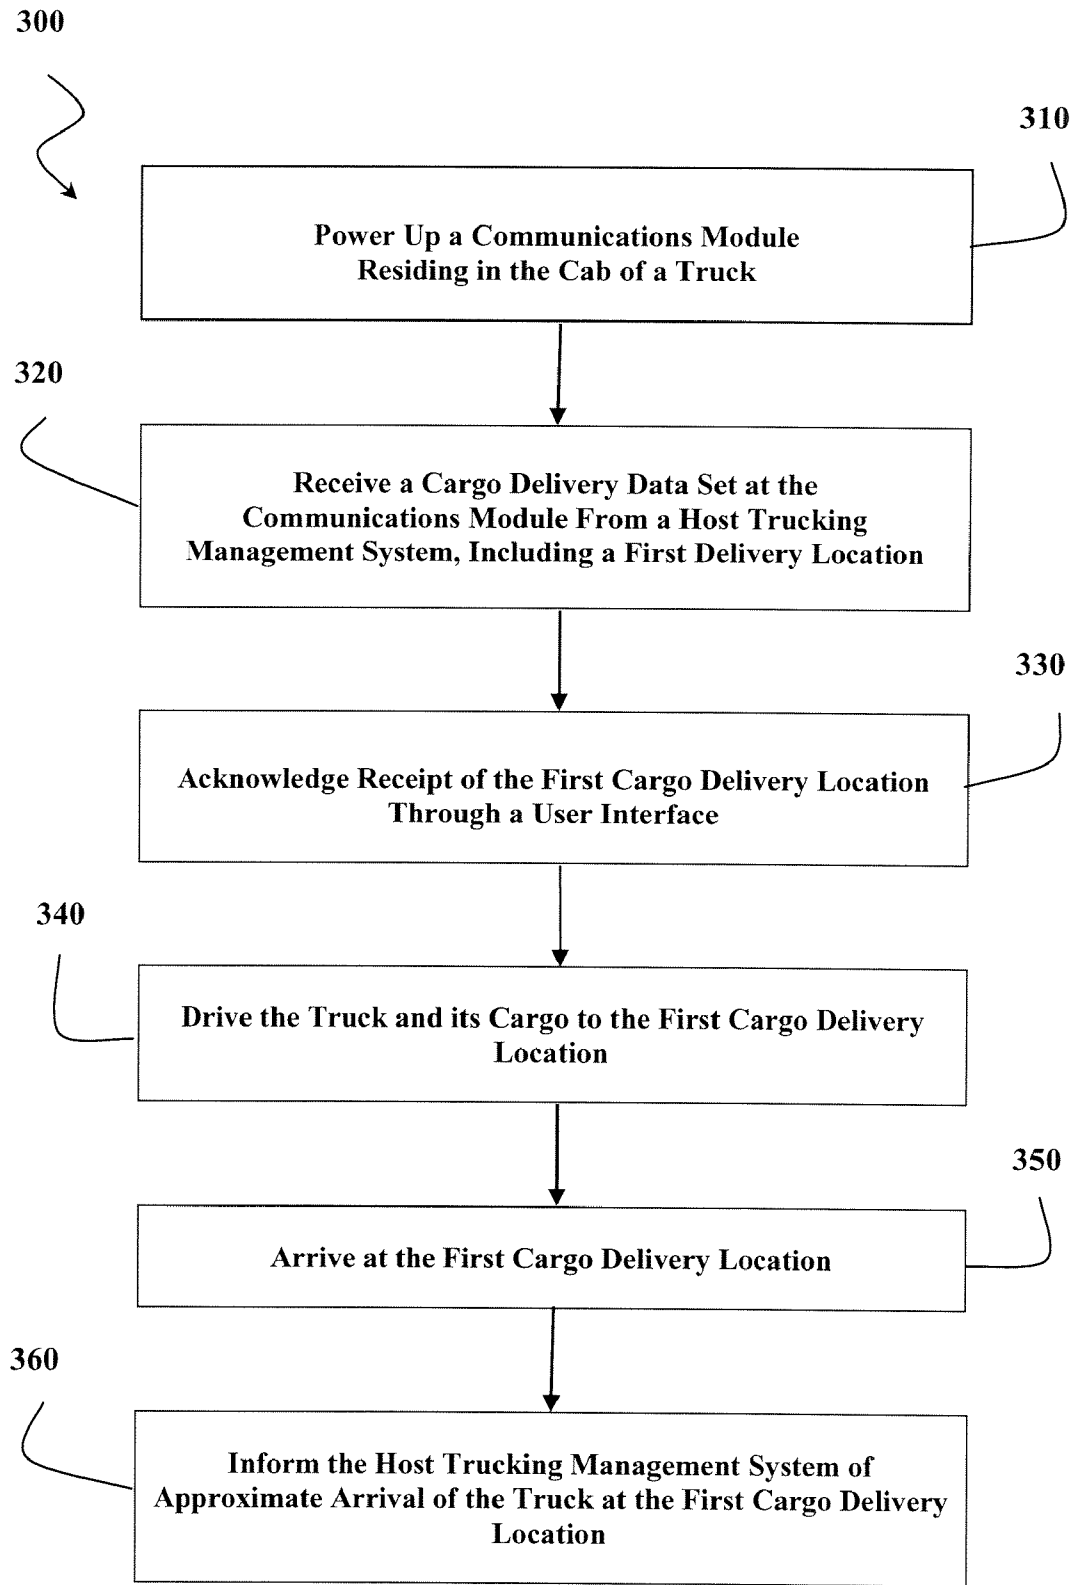 300
310
Power Up a Communications Module
Residing in the Cab of a Truck
320
Receive a Cargo Delivery Data Set at the
Communications Module From a Host Trucking
Management System, Including a First Delivery Location
330
Acknowledge Receipt of the First Cargo Delivery Location
Through a User Interface
340
Drive the Truck and its Cargo to the First Cargo Delivery
Location
350
Arrive at the First Cargo Delivery Location
360
Inform the Host Trucking Management System of
Approximate Arrival of the Truck at the First Cargo Delivery
Location